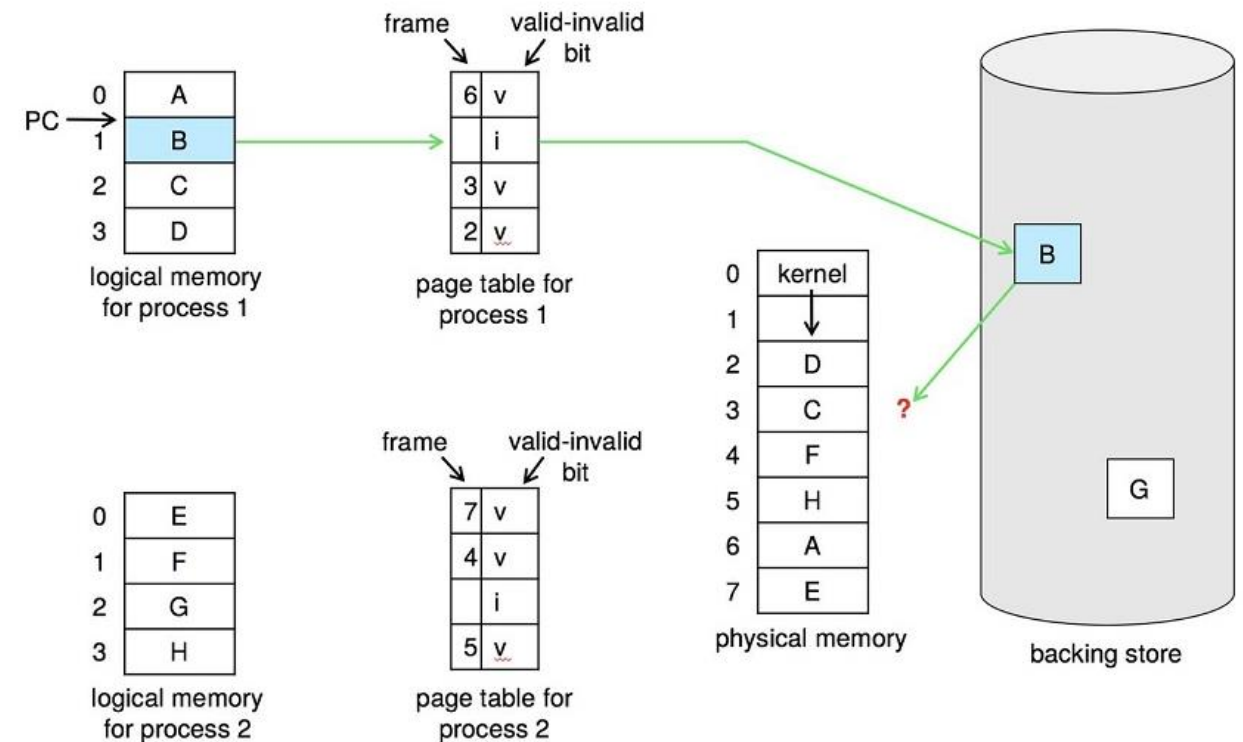 frame
valid-invalid
bit
PC
0 A
1 B
2 C
3 D
logical memory
for process 1
6 v
i
3 v
2 v
page table for
process 1
0 kernel
1
2 D
3 C
4 F
5 H
6 A
7 E
physical memory
B
?
G
backing store
0 E
1 F
2 G
3 H
logical memory
for process 2
frame
valid-invalid
bit
7 v
4 v
i
5 v
page table for
process 2